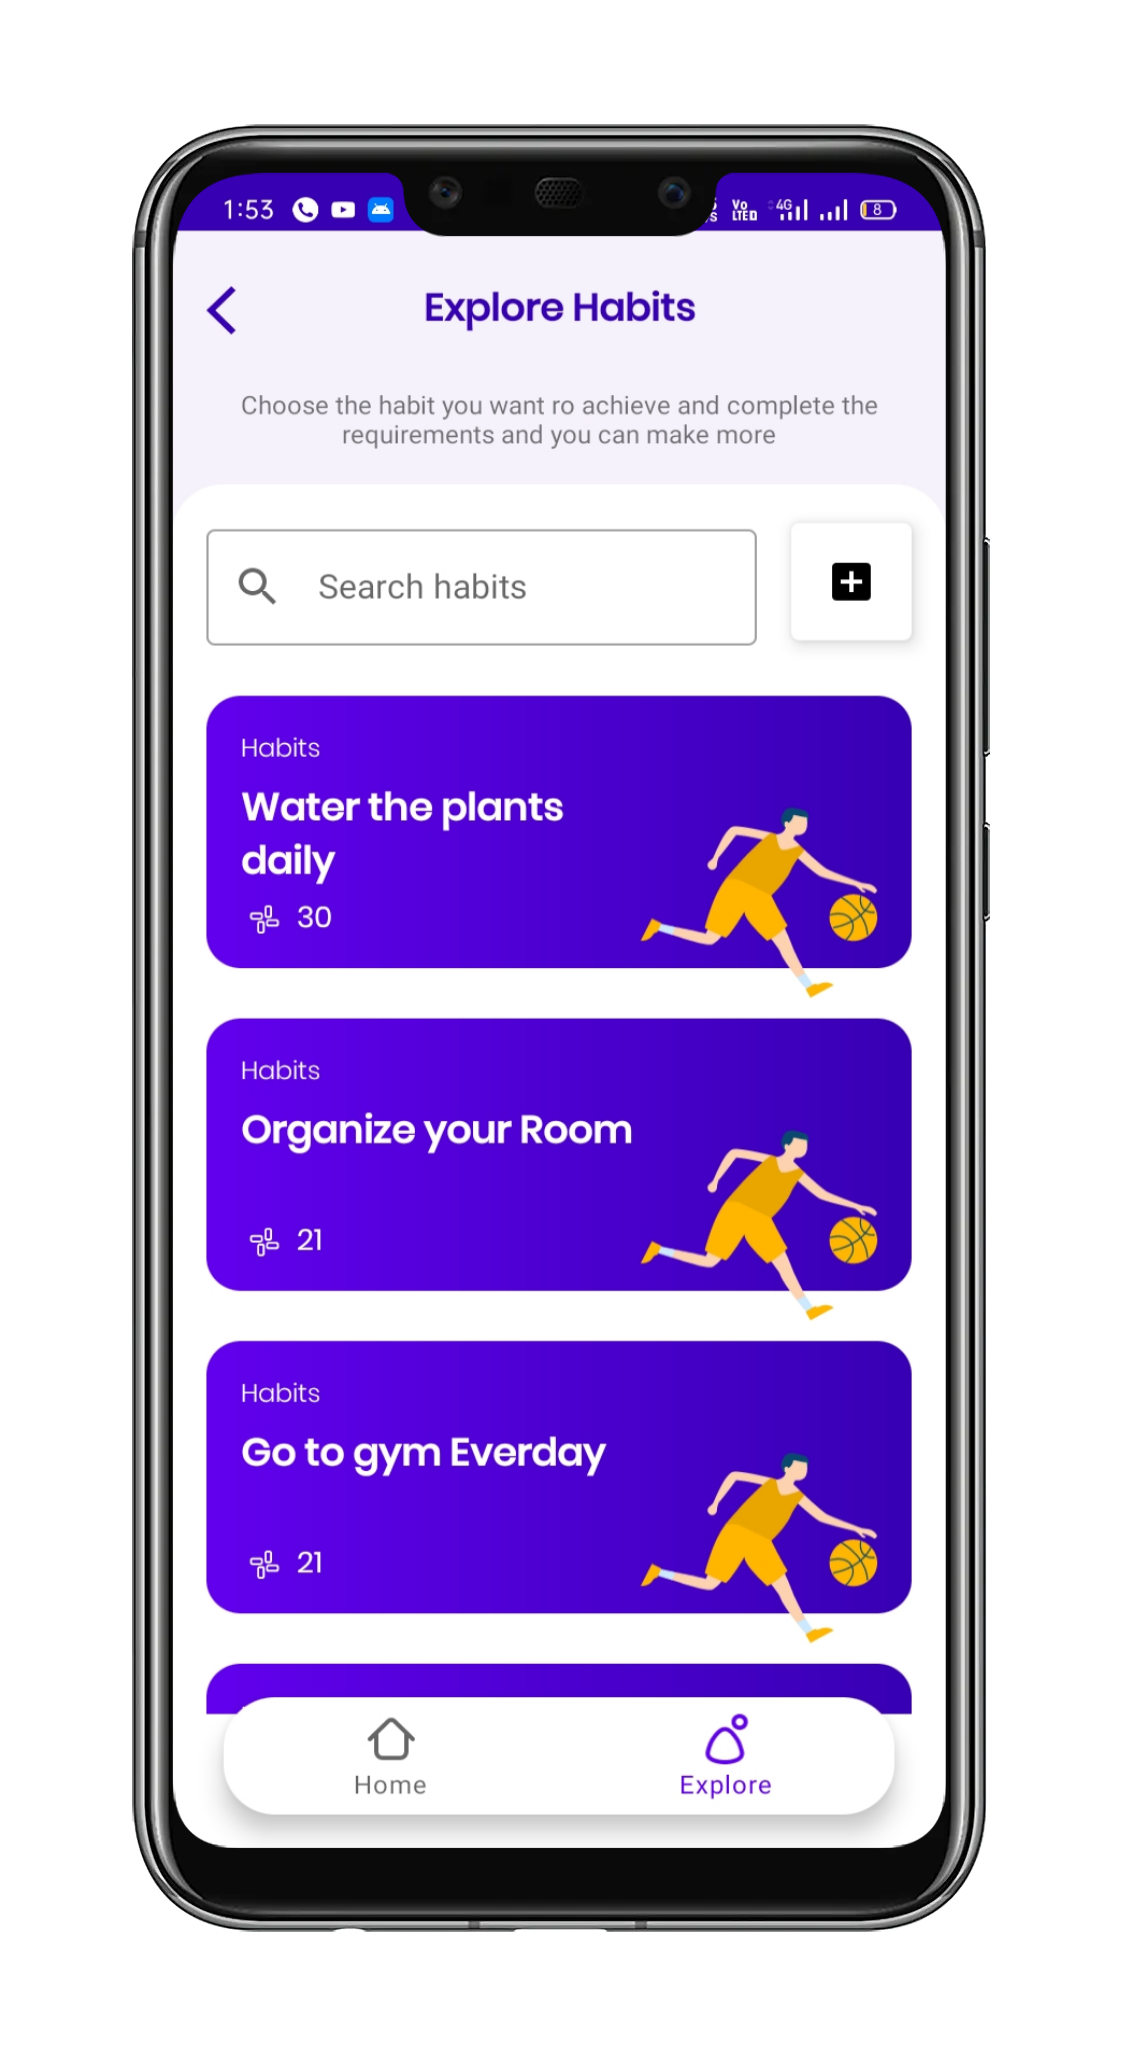 1:53
Vo
LTE
4G
8
Explore Habits
Choose the habit you want ro achieve and complete the
requirements and you can make more
Search habits
Habits
Water the plants
daily
30
Habits
Organize your Room
21
Habits
Go to gym Everday
21
Home
Explore